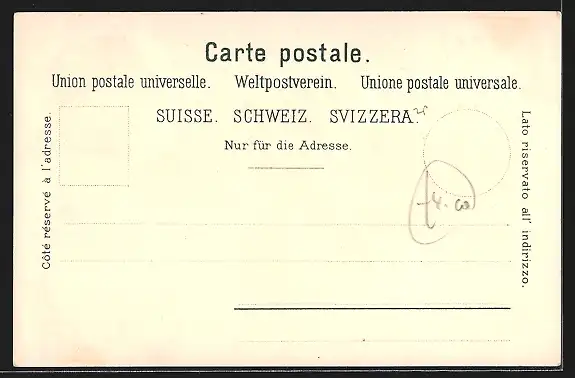 Carte postale.
Union postale universelle. Weltpostverein. Unione postale universale.
SUISSE. SCHWEIZ. SVIZZERA.
Nur für die Adresse.
Côté réservé à l'adresse.
Lato riservato all' indirizzo.